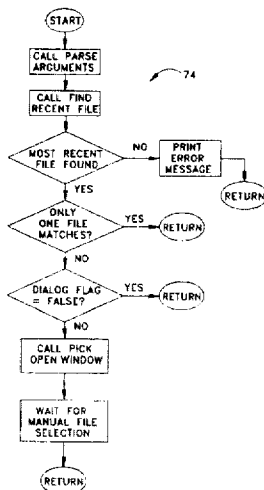 START
CALL PARSE
ARGUMENTS
74
CALL FIND
RECENT FILE
MOST RECENT
FILE FOUND
NO
PRINT
ERROR
MESSAGE
RETURN
YES
ONLY
ONE FILE
MATCHES?
YES
RETURN
NO
DIALOG FLAG
= FALSE?
YES
RETURN
NO
CALL PICK
OPEN WINDOW
WAIT FOR
MANUAL FILE
SELECTION
RETURN